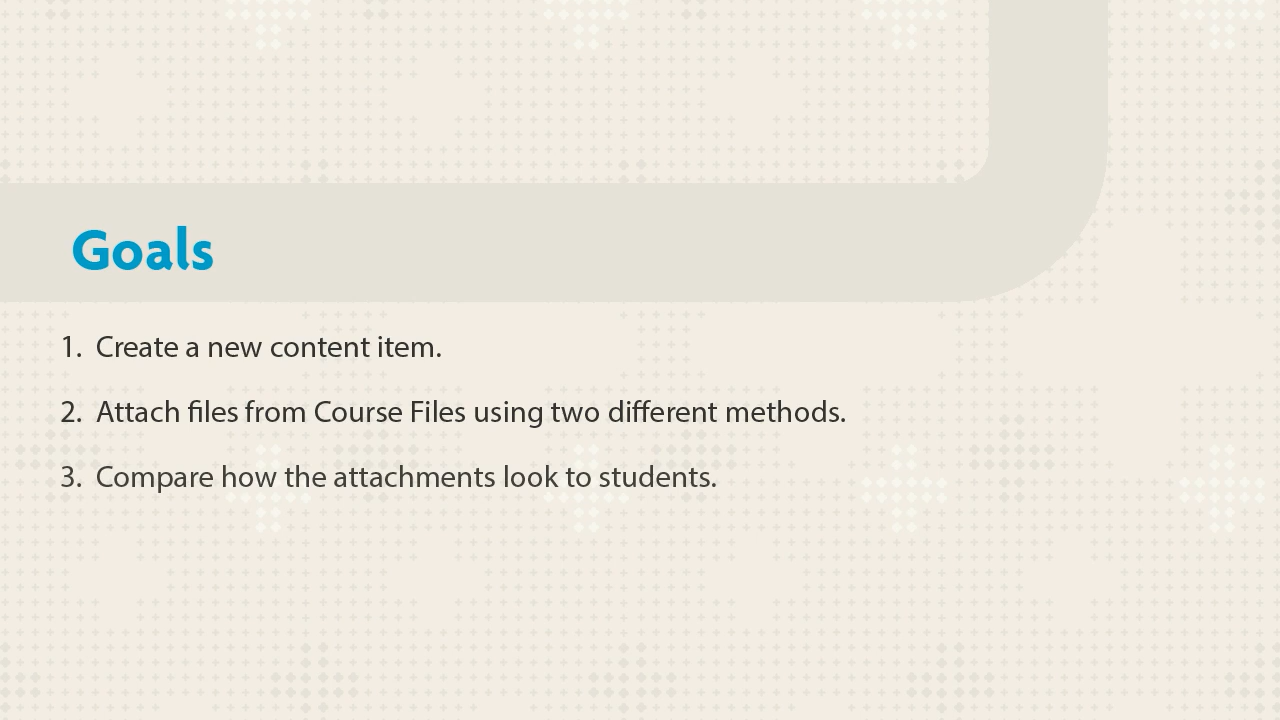 Goals
1. Create a new content item.
2. Attach files from Course Files using two different methods.
3. Compare how the attachments look to students.